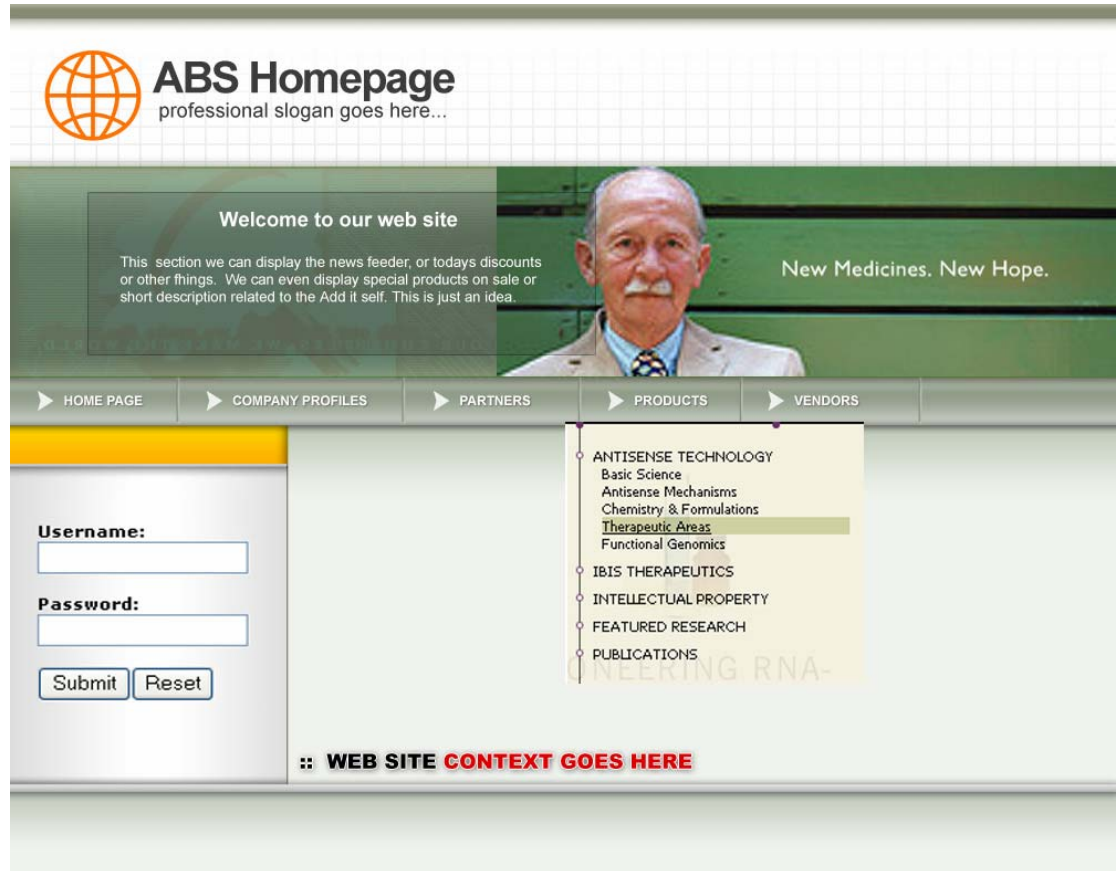 ABS Homepage
professional slogan goes here...
Welcome to our web site
This section we can display the news feeder, or todays discounts
or other fhings. We can even display special products on sale or
short description related to the Add it self. This is just an idea.
New Medicines. New Hope.
HOME PAGE
COMPANY PROFILES
PARTNERS
PRODUCTS
VENDORS
ANTISENSE TECHNOLOGY
Basic Science
Antisense Mechanisms
Chemistry & Formulations
Therapeutic Areas
Functional Genomics
IBIS THERAPEUTICS
INTELLECTUAL PROPERTY
FEATURED RESEARCH
PUBLICATIONS
ONEERING RNA-
Username:
Password:
Submit Reset
:: WEB SITE CONTEXT GOES HERE